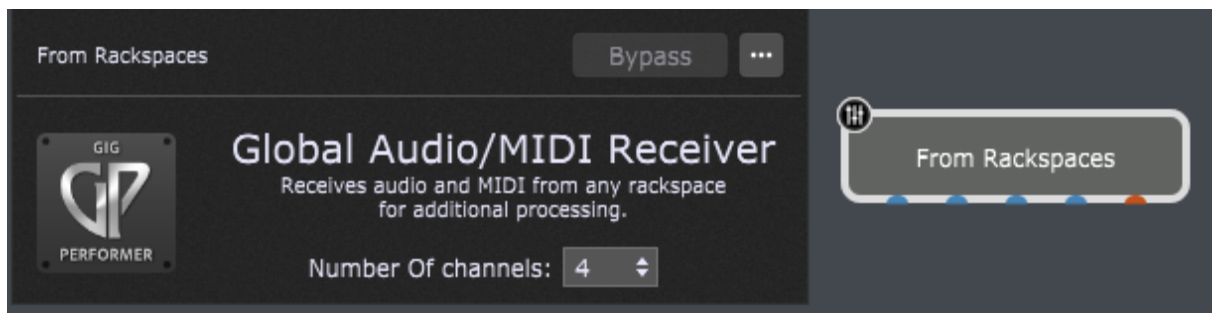 From Rackspaces
Bypass
...
GIG
GP
PERFORMER
Global Audio/MIDI Receiver
Receives audio and MIDI from any rackspace
for additional processing.
Number Of channels: 4
From Rackspaces